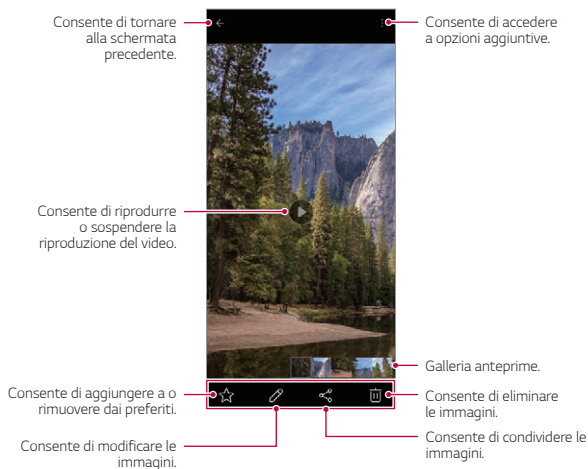 Consente di tornare
alla schermata
precedente.
Consente di accedere
a opzioni aggiuntive.
Consente di riprodurre
o sospendere la
riproduzione del video.
Galleria anteprime.
Consente di aggiungere a o
rimuovere dai preferiti.
Consente di eliminare
le immagini.
Consente di modificare le
immagini.
Consente di condividere le
immagini.